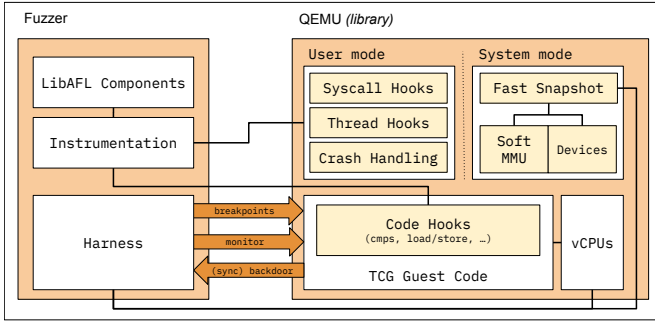 Fuzzer
QEMU (library)
LibAFL Components
Instrumentation
Harness
User mode
Syscall Hooks
Thread Hooks
Crash Handling
System mode
Fast Snapshot
Soft
MMU
Devices
breakpoints
monitor
(sync) backdoor
Code Hooks
(cmps, load/store, …)
TCG Guest Code
vCPUs